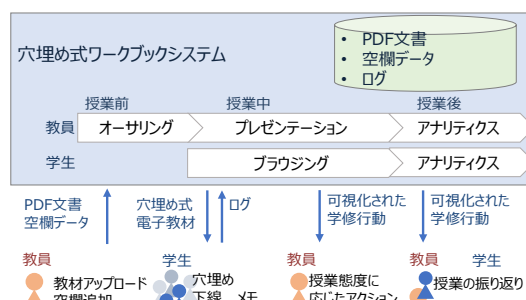 穴埋め式ワークブックシステム
• PDF文書
• 空欄データ
• ログ
授業前 授業中 授業後
教員 オーサリング プレゼンテーション アナリティクス
学生 ブラウジング アナリティクス
PDF文書 穴埋め式 ログ 可視化された 可視化された
空欄データ 電子教材 学修行動 学修行動
教員 学生 教員 教員 学生
教材アップロード 穴埋め 授業態度に 授業の振り返り
空欄追加 下線、メモ 応じたアクション